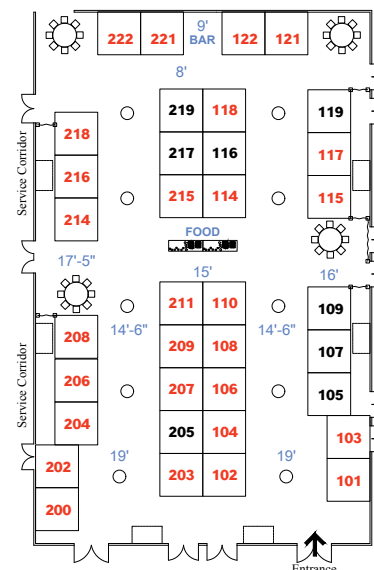 9'
222 221 BAR 122 121
8'
219 118 119
218
217 116 117
216
215 114 115
214
Service Corridor
FOOD
17'-5" 15' 16'
211 110 109
208 14'-6" 14'-6"
209 108 107
206
207 106 105
204
205 104 103
Service Corridor
19' 19'
202
203 102 101
200
Entrance